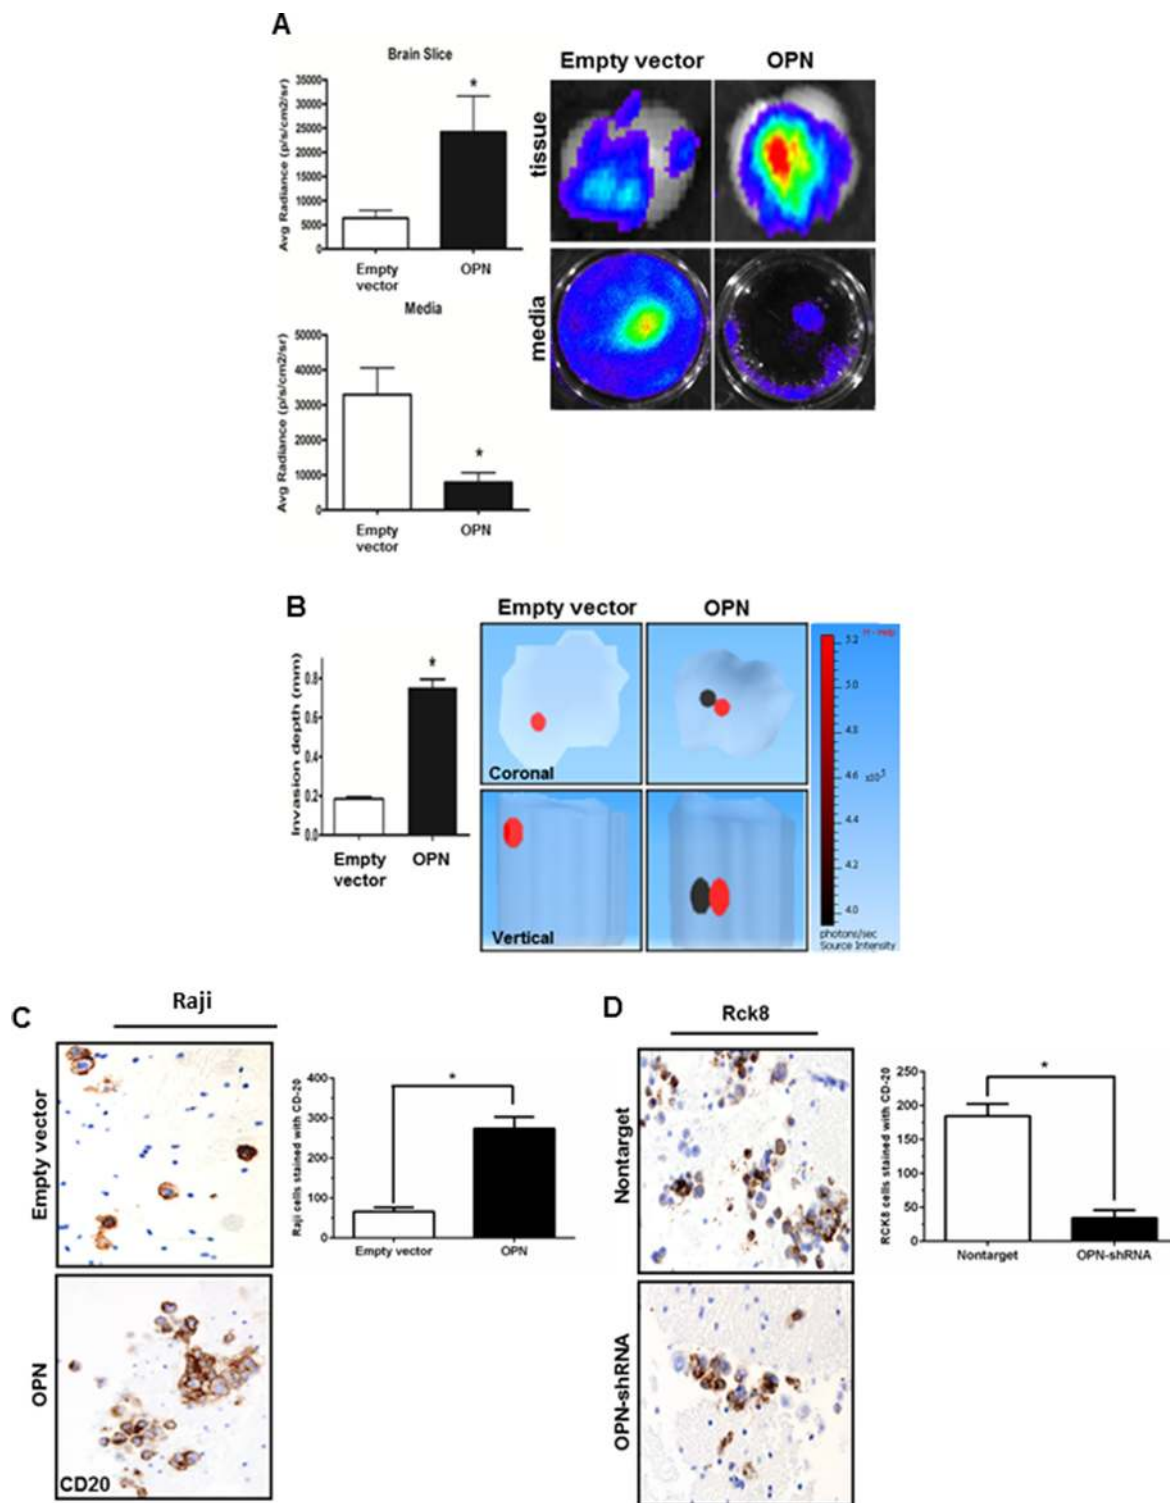 A
Brain Slice
Avg Radiance (p/s/cm2/sr)
35000
30000
25000
20000
15000
10000
5000
0
*
Empty
vector
OPN
Empty vector
OPN
tissue
media
Media
Avg Radiance (p/s/cm2/sr)
50000
40000
30000
20000
10000
0
*
Empty
vector
OPN
B
Invasion depth (mm)
0.8
0.6
0.4
0.2
0.0
*
Empty
vector
OPN
Empty vector
OPN
Coronal
Vertical
5.2
5.0
4.8
4.6
4.4
4.2
4.0
photons/sec
Source Intensity
C
Raji
Empty vector
OPN
CD20
Raji cells stained with CD-20
400
300
200
100
0
*
Empty vector
OPN
D
Rck8
Nontarget
OPN-shRNA
RCK8 cells stained with CD-20
250
200
150
100
50
0
*
Nontarget
OPN-shRNA